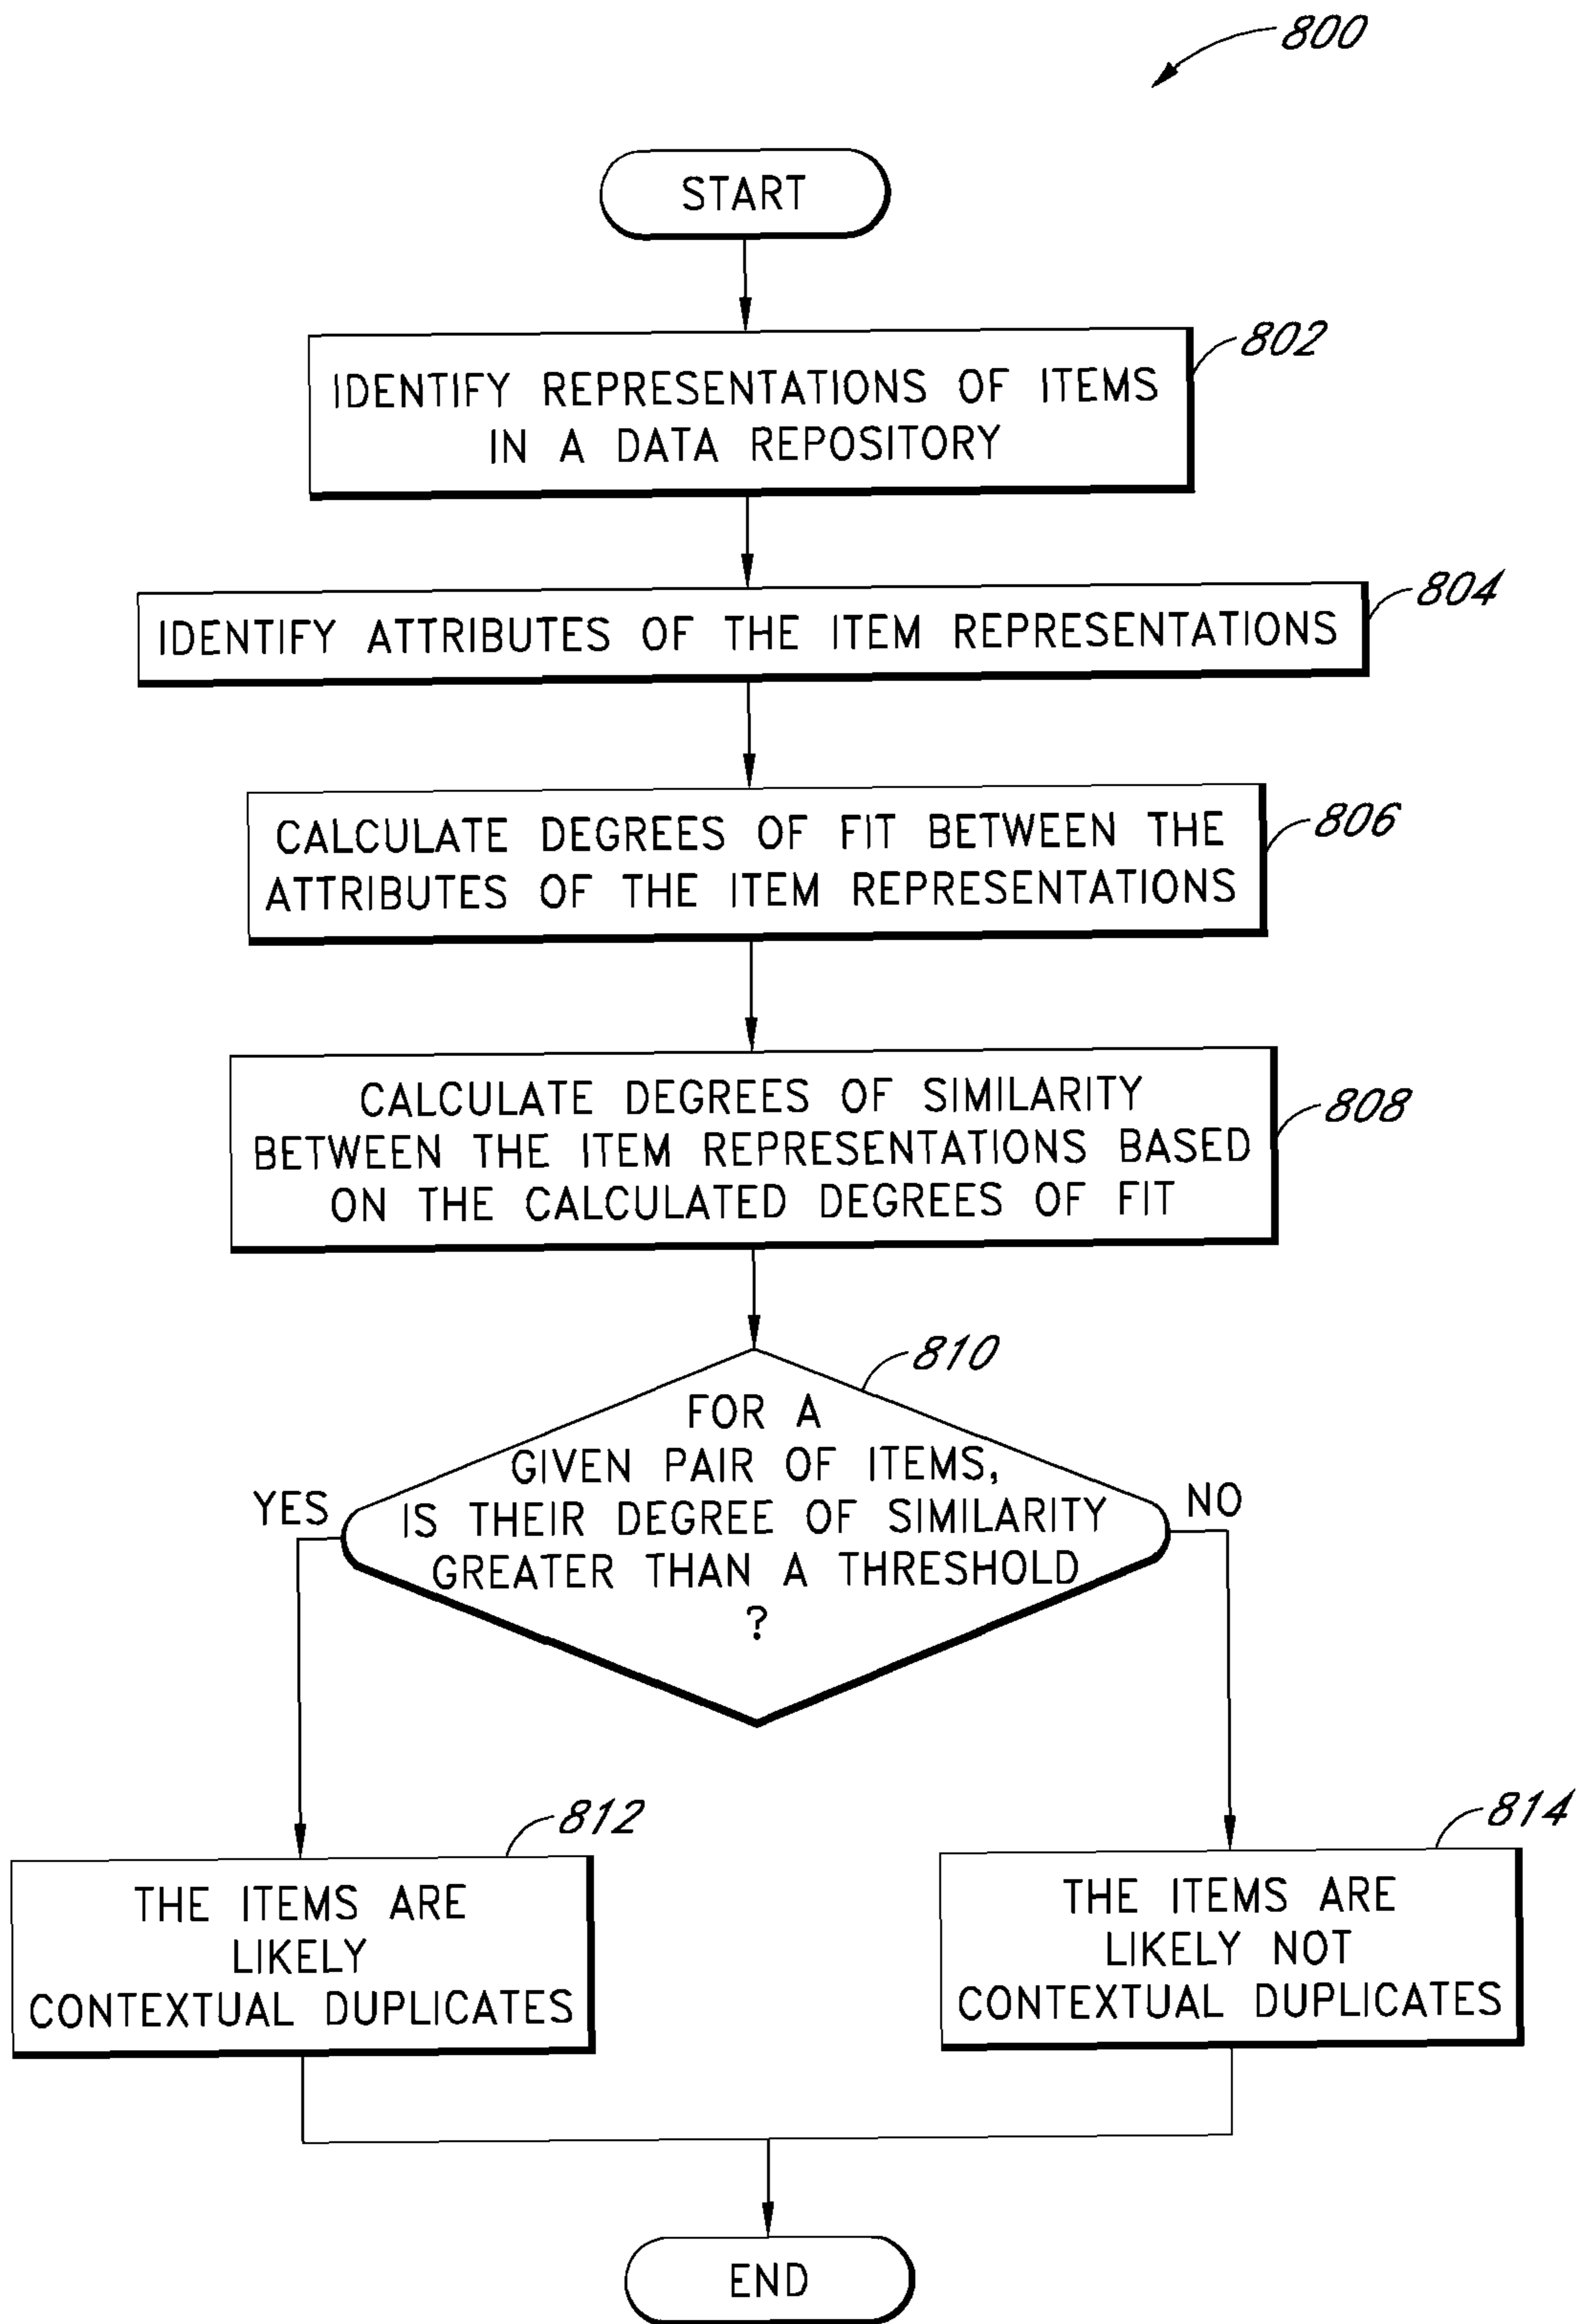 800
START
802
IDENTIFY REPRESENTATIONS OF ITEMS
IN A DATA REPOSITORY
804
IDENTIFY ATTRIBUTES OF THE ITEM REPRESENTATIONS
806
CALCULATE DEGREES OF FIT BETWEEN THE
ATTRIBUTES OF THE ITEM REPRESENTATIONS
808
CALCULATE DEGREES OF SIMILARITY
BETWEEN THE ITEM REPRESENTATIONS BASED
ON THE CALCULATED DEGREES OF FIT
810
FOR A
GIVEN PAIR OF ITEMS,
IS THEIR DEGREE OF SIMILARITY
GREATER THAN A THRESHOLD
?
YES
NO
812
THE ITEMS ARE
LIKELY
CONTEXTUAL DUPLICATES
814
THE ITEMS ARE
LIKELY NOT
CONTEXTUAL DUPLICATES
END